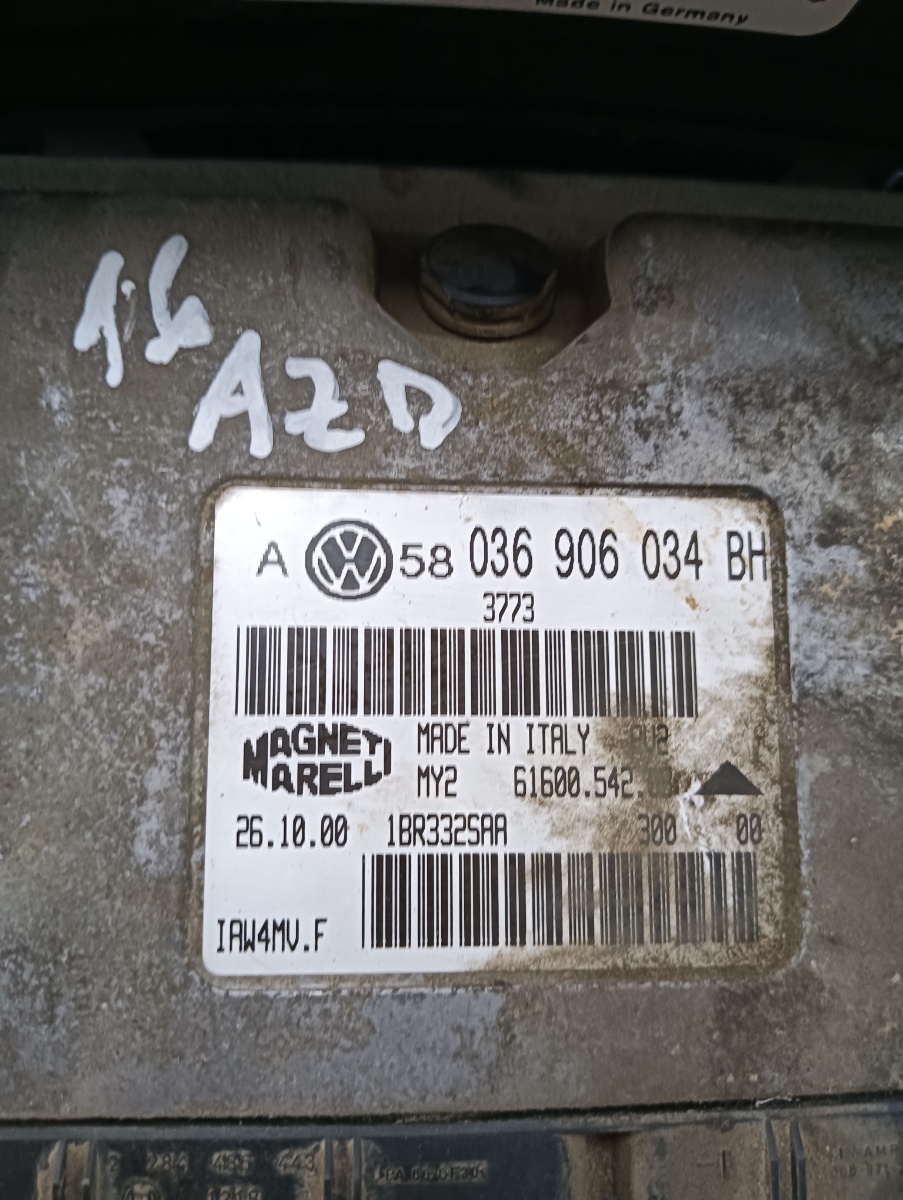 Made in Germany
1.6
AZD
A 58 036 906 034 BH
3773
MAGNETI MARELLI
MADE IN ITALY
MY2 61600.542.
26.10.00 1BR332SAA 300 00
IAW4MV.F